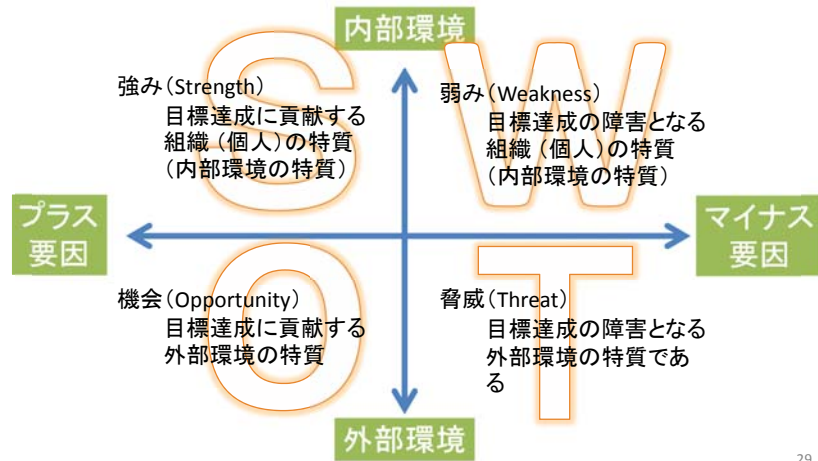 内部環境
S
強み（Strength）
目標達成に貢献する
組織（個人）の特質
（内部環境の特質）
W
弱み（Weakness）
目標達成の障害となる
組織（個人）の特質
（内部環境の特質）
プラス
要因
マイナス
要因
O
機会（Opportunity）
目標達成に貢献する
外部環境の特質
T
脅威（Threat）
目標達成の障害となる
外部環境の特質であ
る
外部環境
29